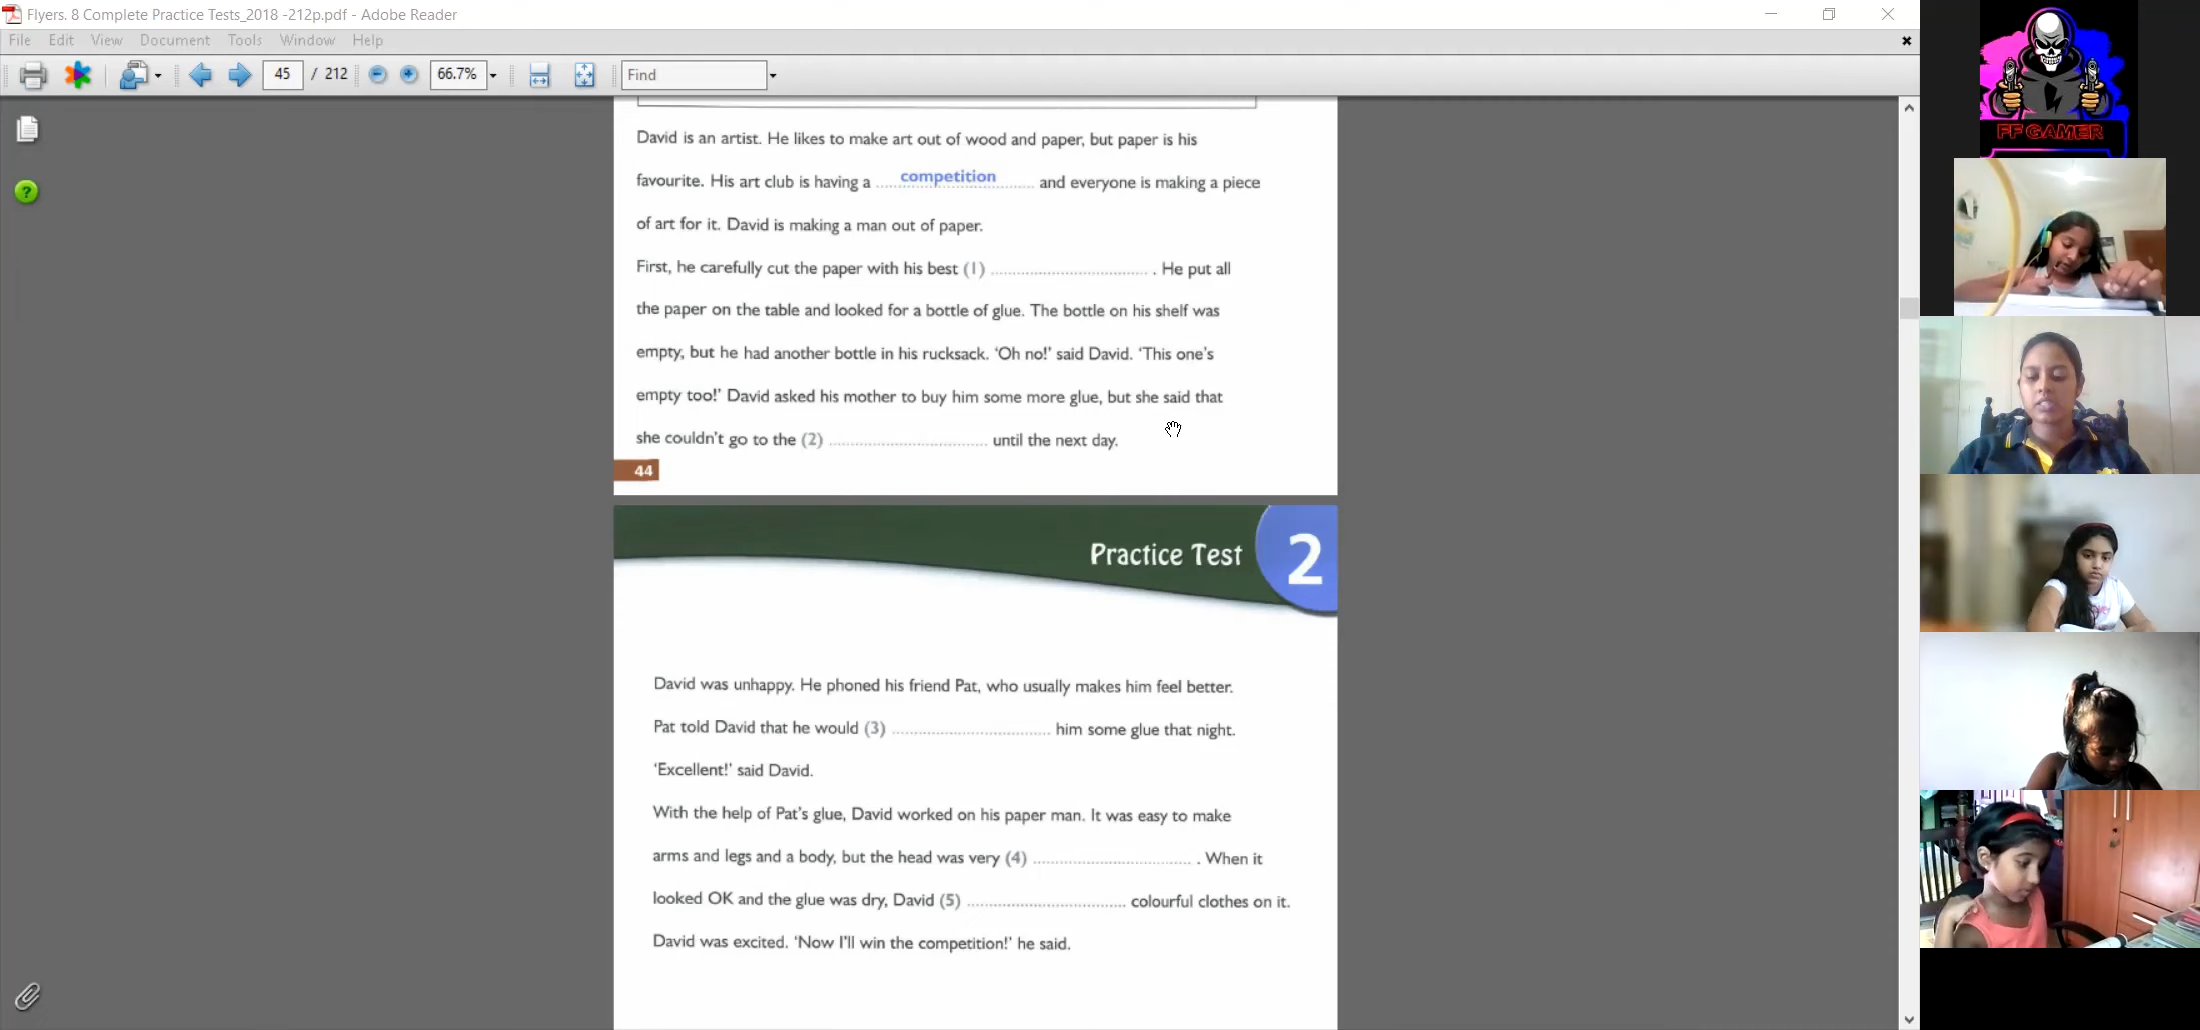 Flyers. 8 Complete Practice Tests_2018 -212p.pdf - Adobe Reader
File Edit View Document Tools Window Help
45 / 212 66.7% Find
David is an artist. He likes to make art out of wood and paper, but paper is his
favourite. His art club is having a competition and everyone is making a piece
of art for it. David is making a man out of paper.
First, he carefully cut the paper with his best (1) ........................................ . He put all
the paper on the table and looked for a bottle of glue. The bottle on his shelf was
empty, but he had another bottle in his rucksack. 'Oh no!' said David. 'This one's
empty too!' David asked his mother to buy him some more glue, but she said that
she couldn't go to the (2) ........................................ until the next day.
44
Practice Test 2
David was unhappy. He phoned his friend Pat, who usually makes him feel better.
Pat told David that he would (3) ........................................ him some glue that night.
'Excellent!' said David.
With the help of Pat's glue, David worked on his paper man. It was easy to make
arms and legs and a body, but the head was very (4) ........................................ . When it
looked OK and the glue was dry, David (5) ........................................ colourful clothes on it.
David was excited. 'Now I'll win the competition!' he said.
FF GAMER